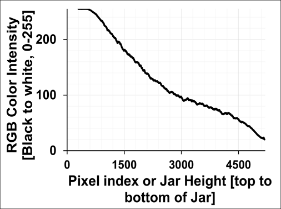 RGB Color Intensity
[Black to white, 0-255]
200
100
0
0
1500
3000
4500
Pixel index or Jar Height [top to
bottom of Jar]